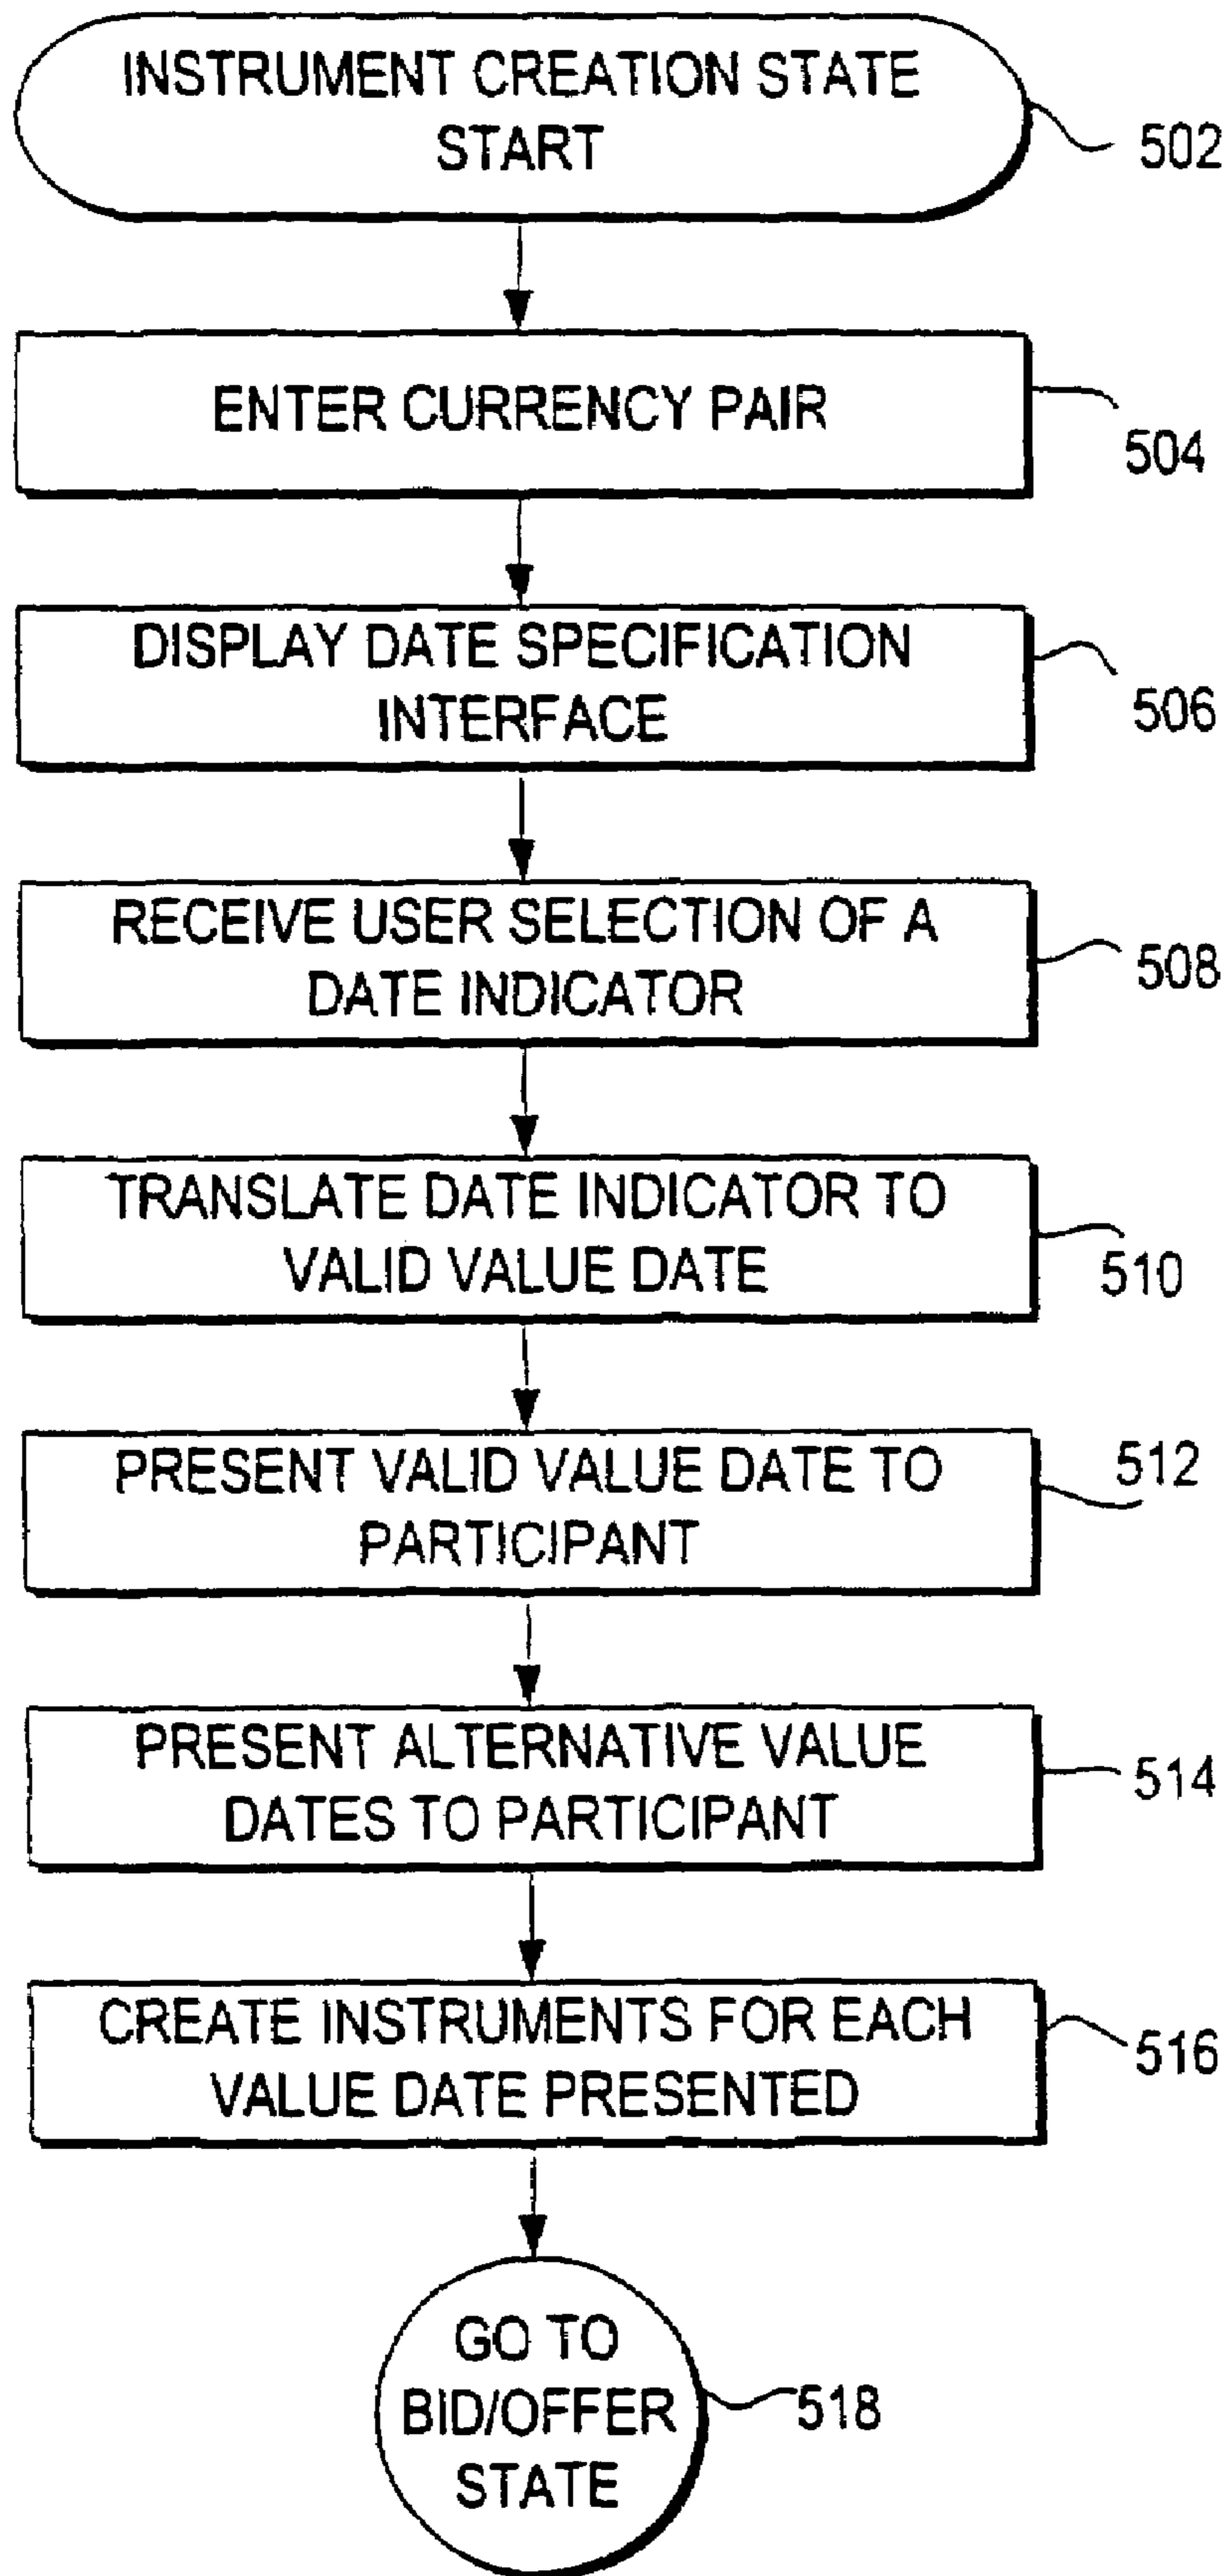 INSTRUMENT CREATION STATE
START
502
ENTER CURRENCY PAIR
504
DISPLAY DATE SPECIFICATION
INTERFACE
506
RECEIVE USER SELECTION OF A
DATE INDICATOR
508
TRANSLATE DATE INDICATOR TO
VALID VALUE DATE
510
PRESENT VALID VALUE DATE TO
PARTICIPANT
512
PRESENT ALTERNATIVE VALUE
DATES TO PARTICIPANT
514
CREATE INSTRUMENTS FOR EACH
VALUE DATE PRESENTED
516
GO TO
BID/OFFER
STATE
518